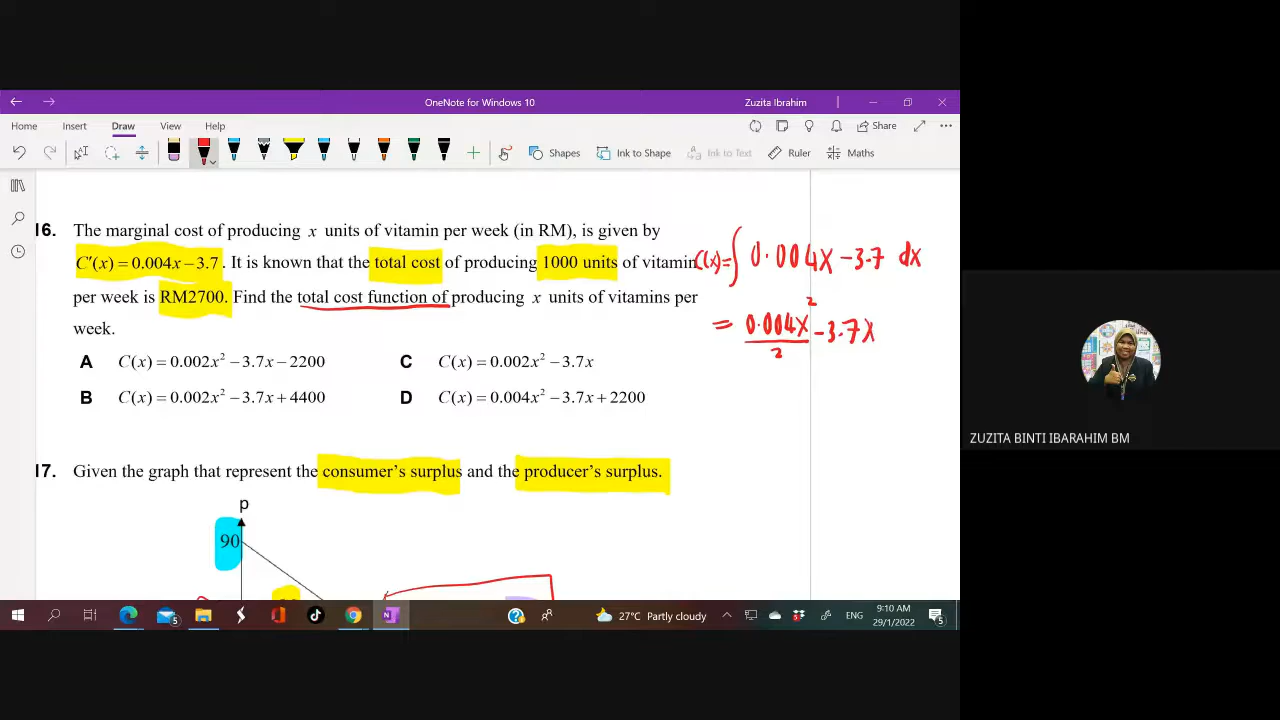 OneNote for Windows 10
Zuzita Ibrahim
Home Insert Draw View Help
Share
Shapes Ink to Shape Ink to Text Ruler Maths
16. The marginal cost of producing x units of vitamin per week (in RM), is given by
C'(x) = 0.004x − 3.7 . It is known that the total cost of producing 1000 units of vitamin
per week is RM2700. Find the total cost function of producing x units of vitamins per
week.
A C(x) = 0.002x² − 3.7x − 2200
C C(x) = 0.002x² − 3.7x
B C(x) = 0.002x² − 3.7x + 4400
D C(x) = 0.004x² − 3.7x + 2200
C(x) = ∫ 0.004x − 3.7 dx
= 0.004x²/2 − 3.7x
17. Given the graph that represent the consumer's surplus and the producer's surplus.
p
90
ZUZITA BINTI IBARAHIM BM
5
27°C Partly cloudy
ENG
9:10 AM
29/1/2022
5